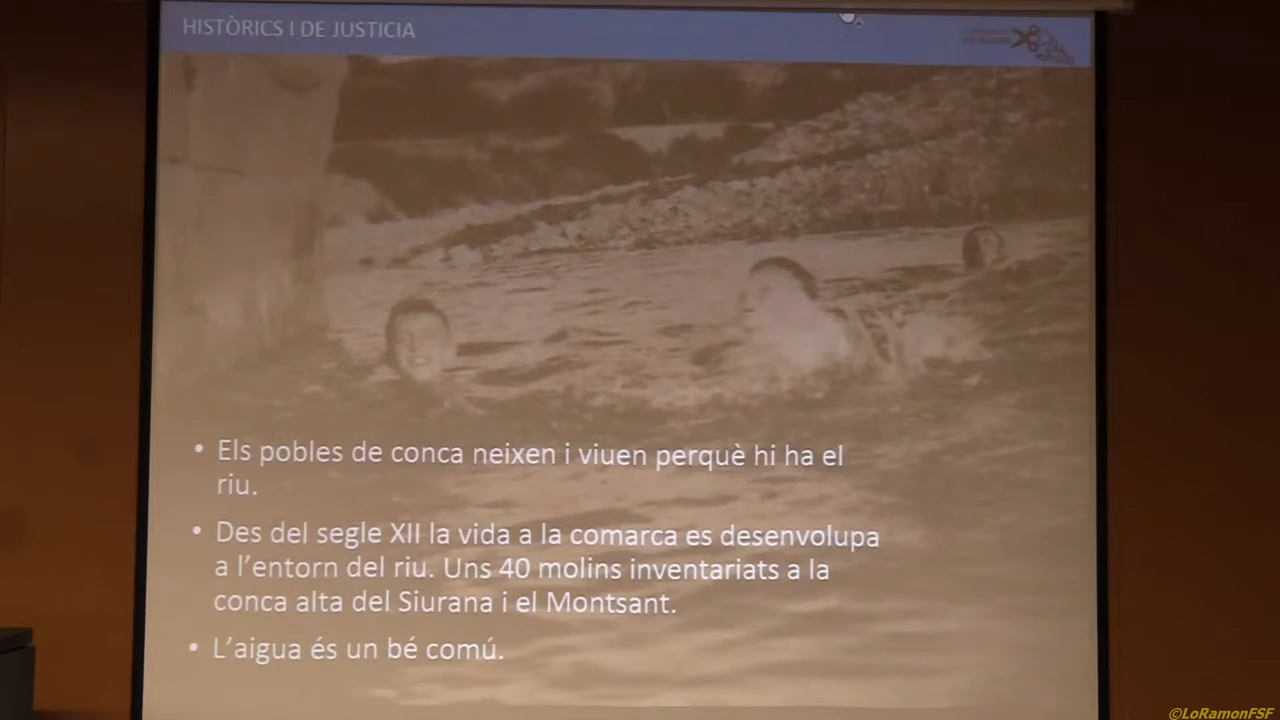 HISTÒRICS I DE JUSTICIA
• Els pobles de conca neixen i viuen perquè hi ha el
riu.
• Des del segle XII la vida a la comarca es desenvolupa
a l'entorn del riu. Uns 40 molins inventariats a la
conca alta del Siurana i el Montsant.
• L'aigua és un bé comú.
©LoRamonFSF